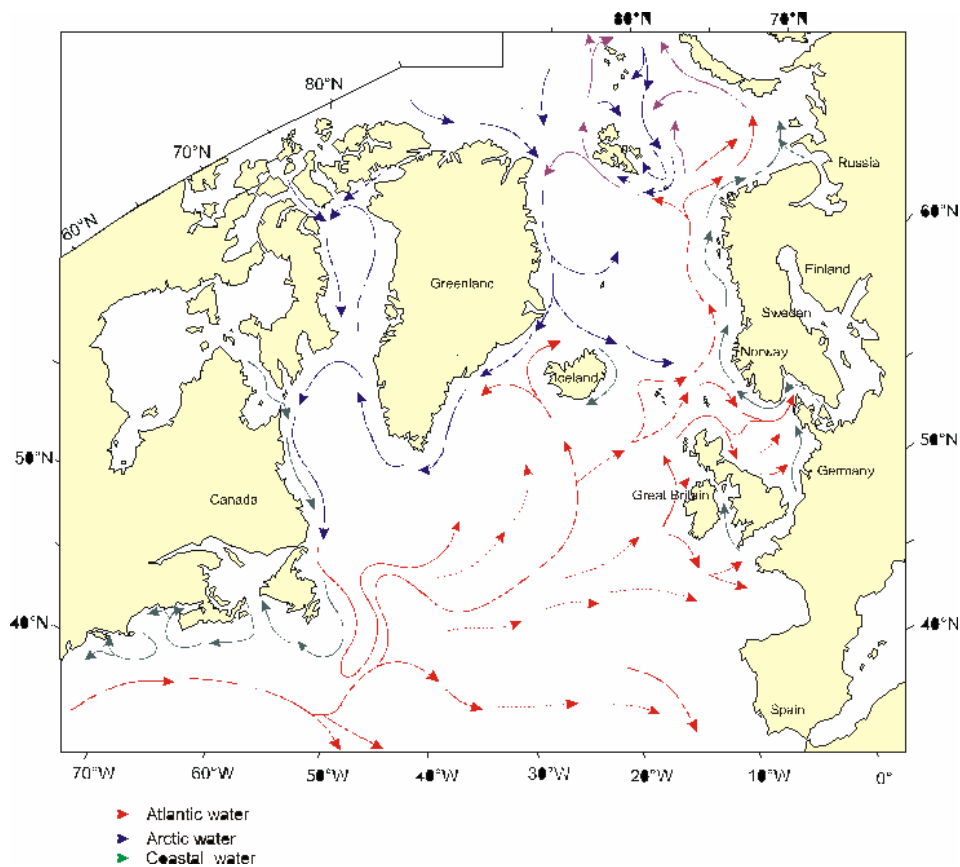 80°N 70°N
80°N
70°N
60°N
Russia
60°N
Finland
Greenland
Sweden
Norway
Iceland
50°N
50°N
Germany
Canada
Great Britain
40°N
40°N
Spain
70°W 60°W 50°W 40°W 30°W 20°W 10°W 0°
Atlantic water
Arctic water
Coastal water